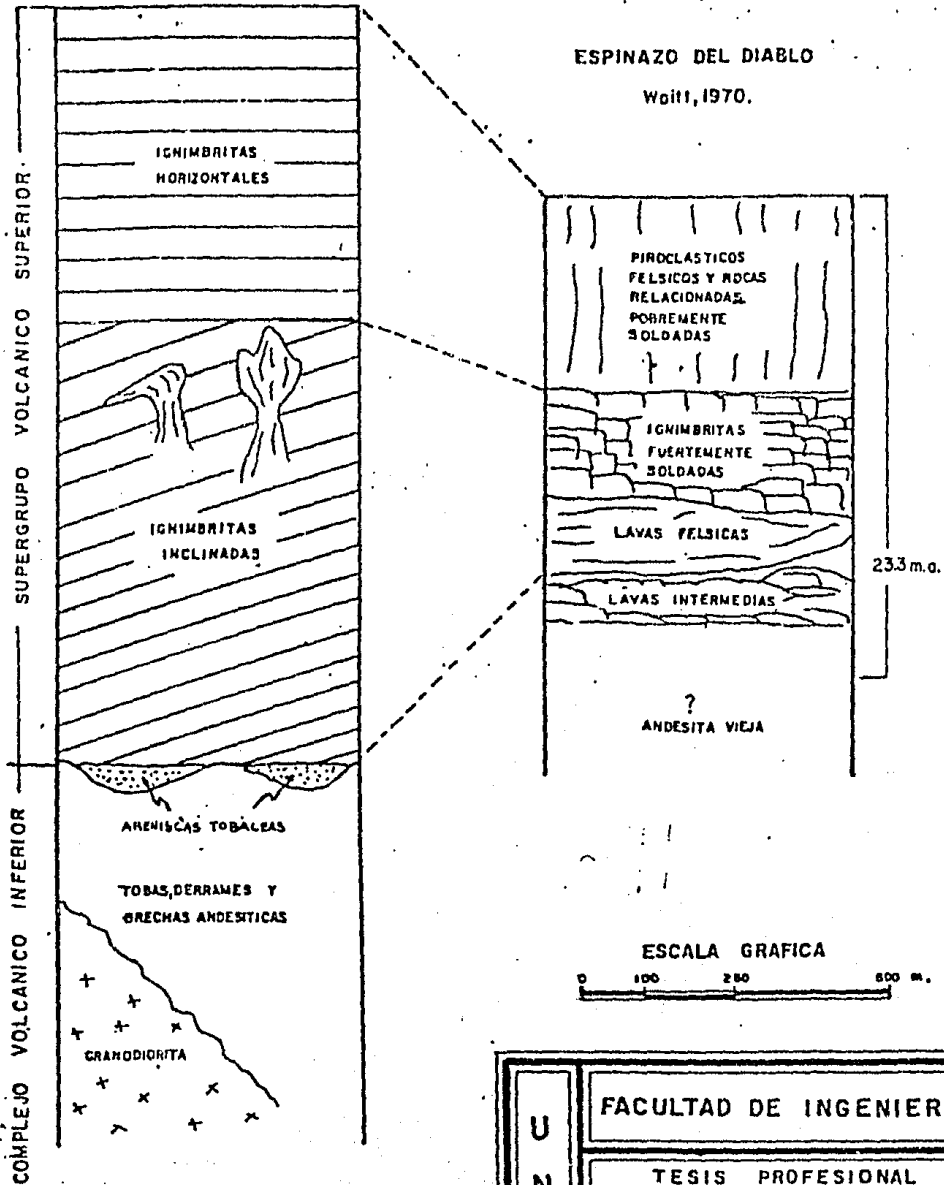 ESPINAZO DEL DIABLO
Waitt, 1970.
SUPERGRUPO VOLCANICO SUPERIOR.
IGNIMBRITAS
HORIZONTALES
IGNIMBRITAS
INCLINADAS
PIROCLASTICOS
FELSICOS Y ROCAS
RELACIONADAS.
POBREMENTE
SOLDADAS
IGNIMBRITAS
FUERTEMENTE
SOLDADAS
LAVAS FELSICAS
LAVAS INTERMEDIAS
23.3 m.a.
?
ANDESITA VIEJA
COMPLEJO VOLCANICO INFERIOR
ARENISCAS TOBACEAS
TOBAS, DERRAMES Y
BRECHAS ANDESITICAS
GRANODIORITA
ESCALA GRAFICA
0 100 250 500 m.
U
N
FACULTAD DE INGENIER
TESIS PROFESIONAL